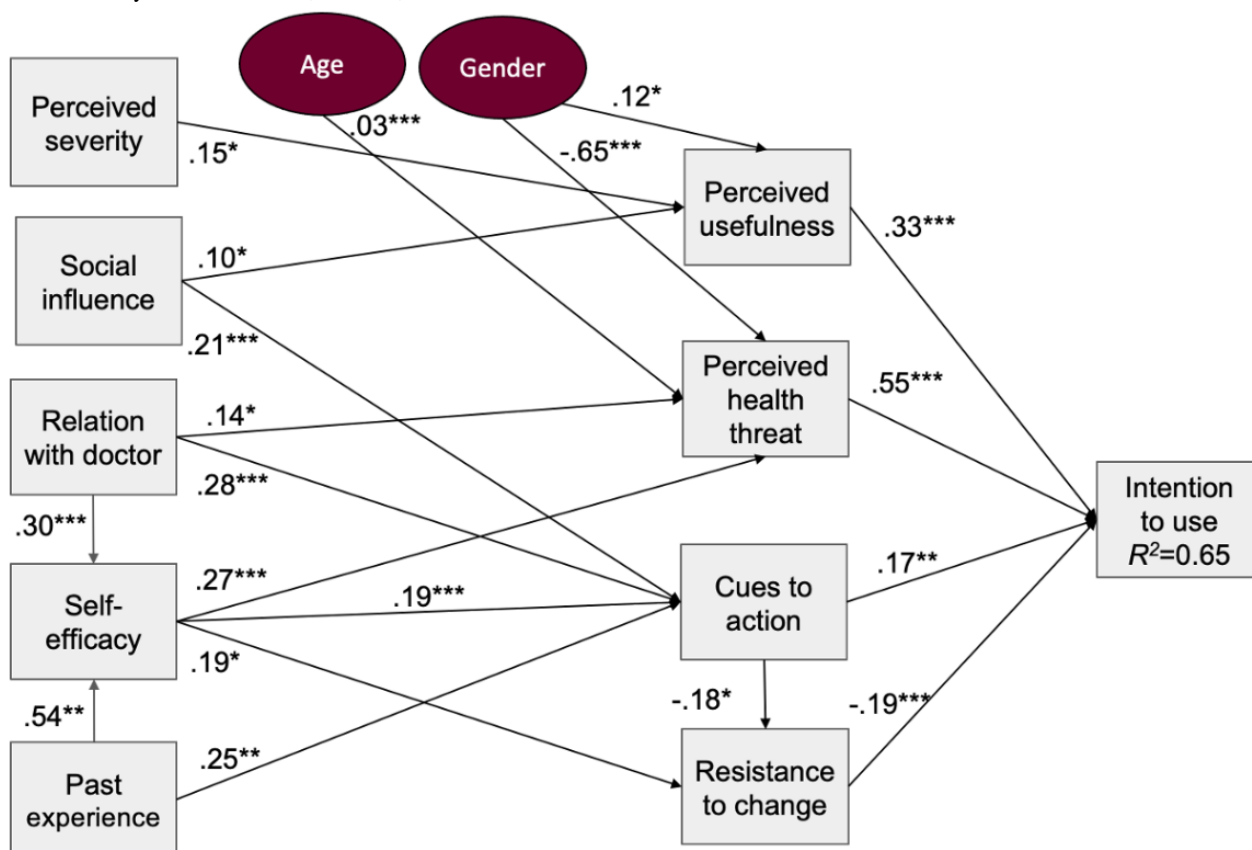 Age
Gender
.12*
Perceived
severity
.03***
.15*
-.65***
Perceived
usefulness
.33***
Social
influence
.10*
.21***
Perceived
health
threat
.55***
Relation
with doctor
.14*
.28***
.30***
Intention
to use
R²=0.65
Self-
efficacy
.27***
.19***
.19*
Cues to
action
.17**
.54**
-.18*
-.19***
Past
experience
.25**
Resistance
to change